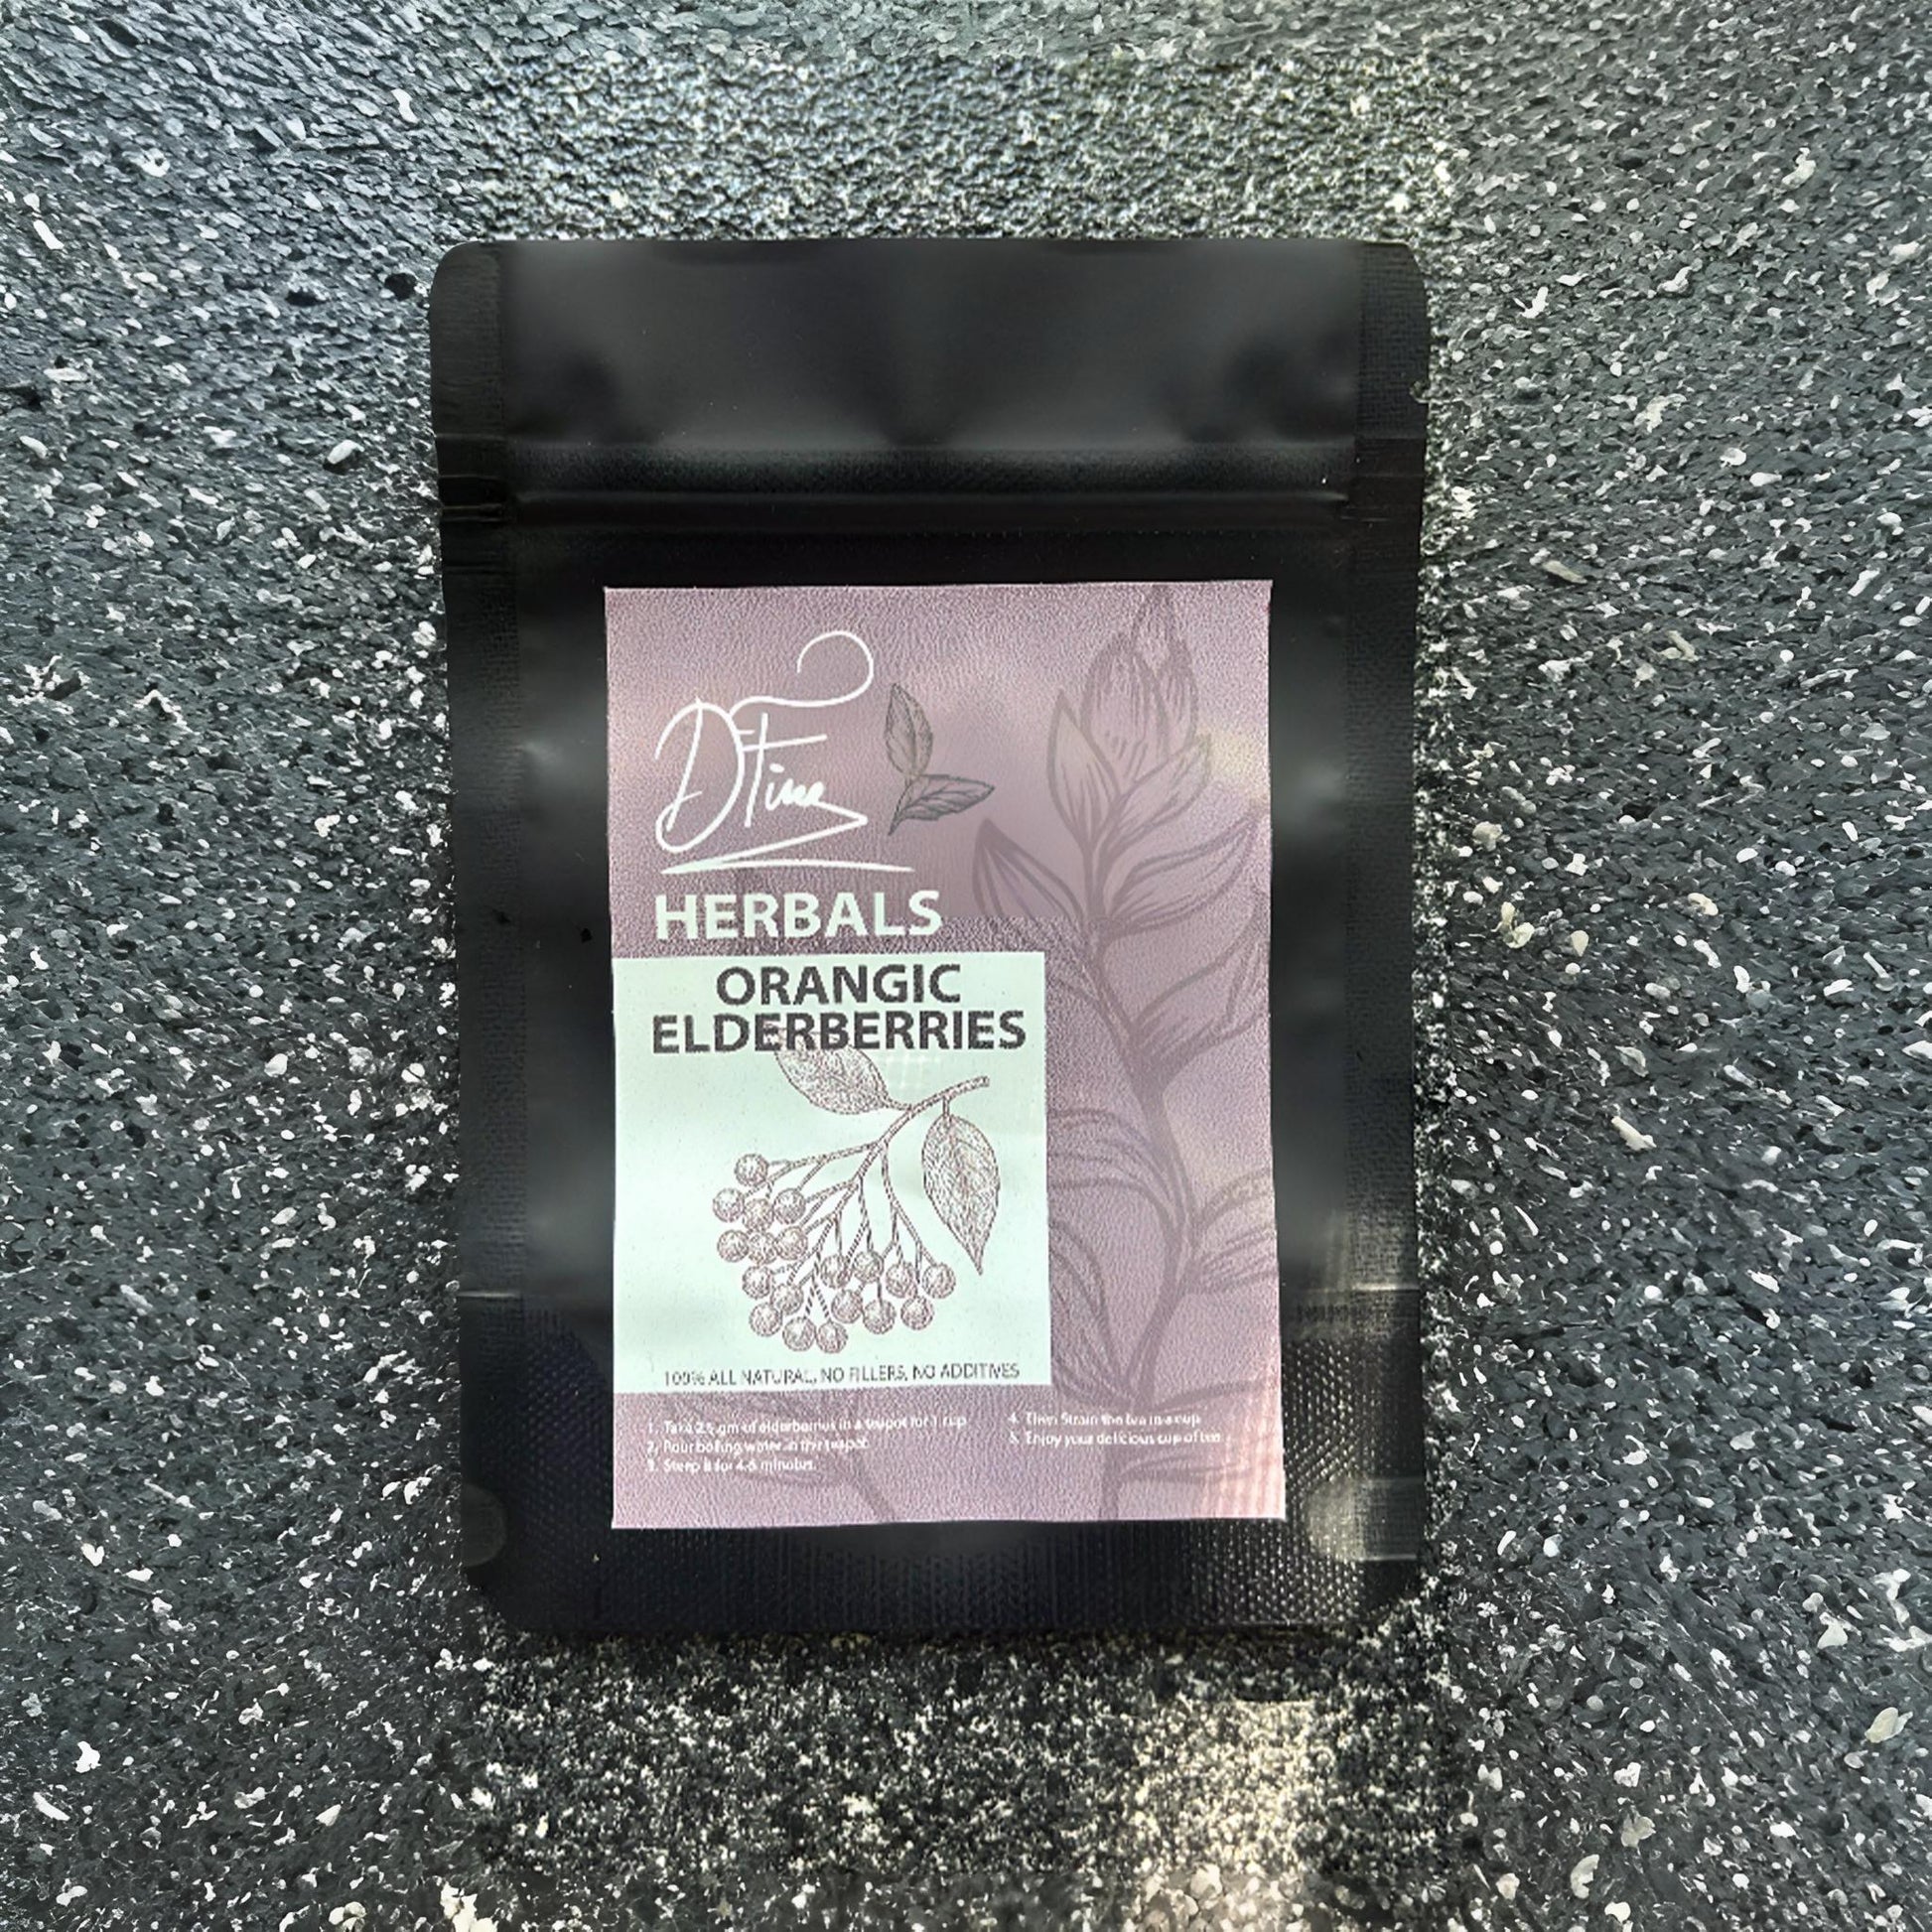 D'Fine
HERBALS
ORANGIC
ELDERBERRIES
100% ALL NATURAL, NO FILLERS, NO ADDITIVES
1. Take 2.5 gm of elderberries in a teapot for 1 cup
2. Pour boiling water in the teapot.
3. Steep it for 4-6 minutes.
4. Then Strain the tea in a cup
5. Enjoy your delicious cup of tea